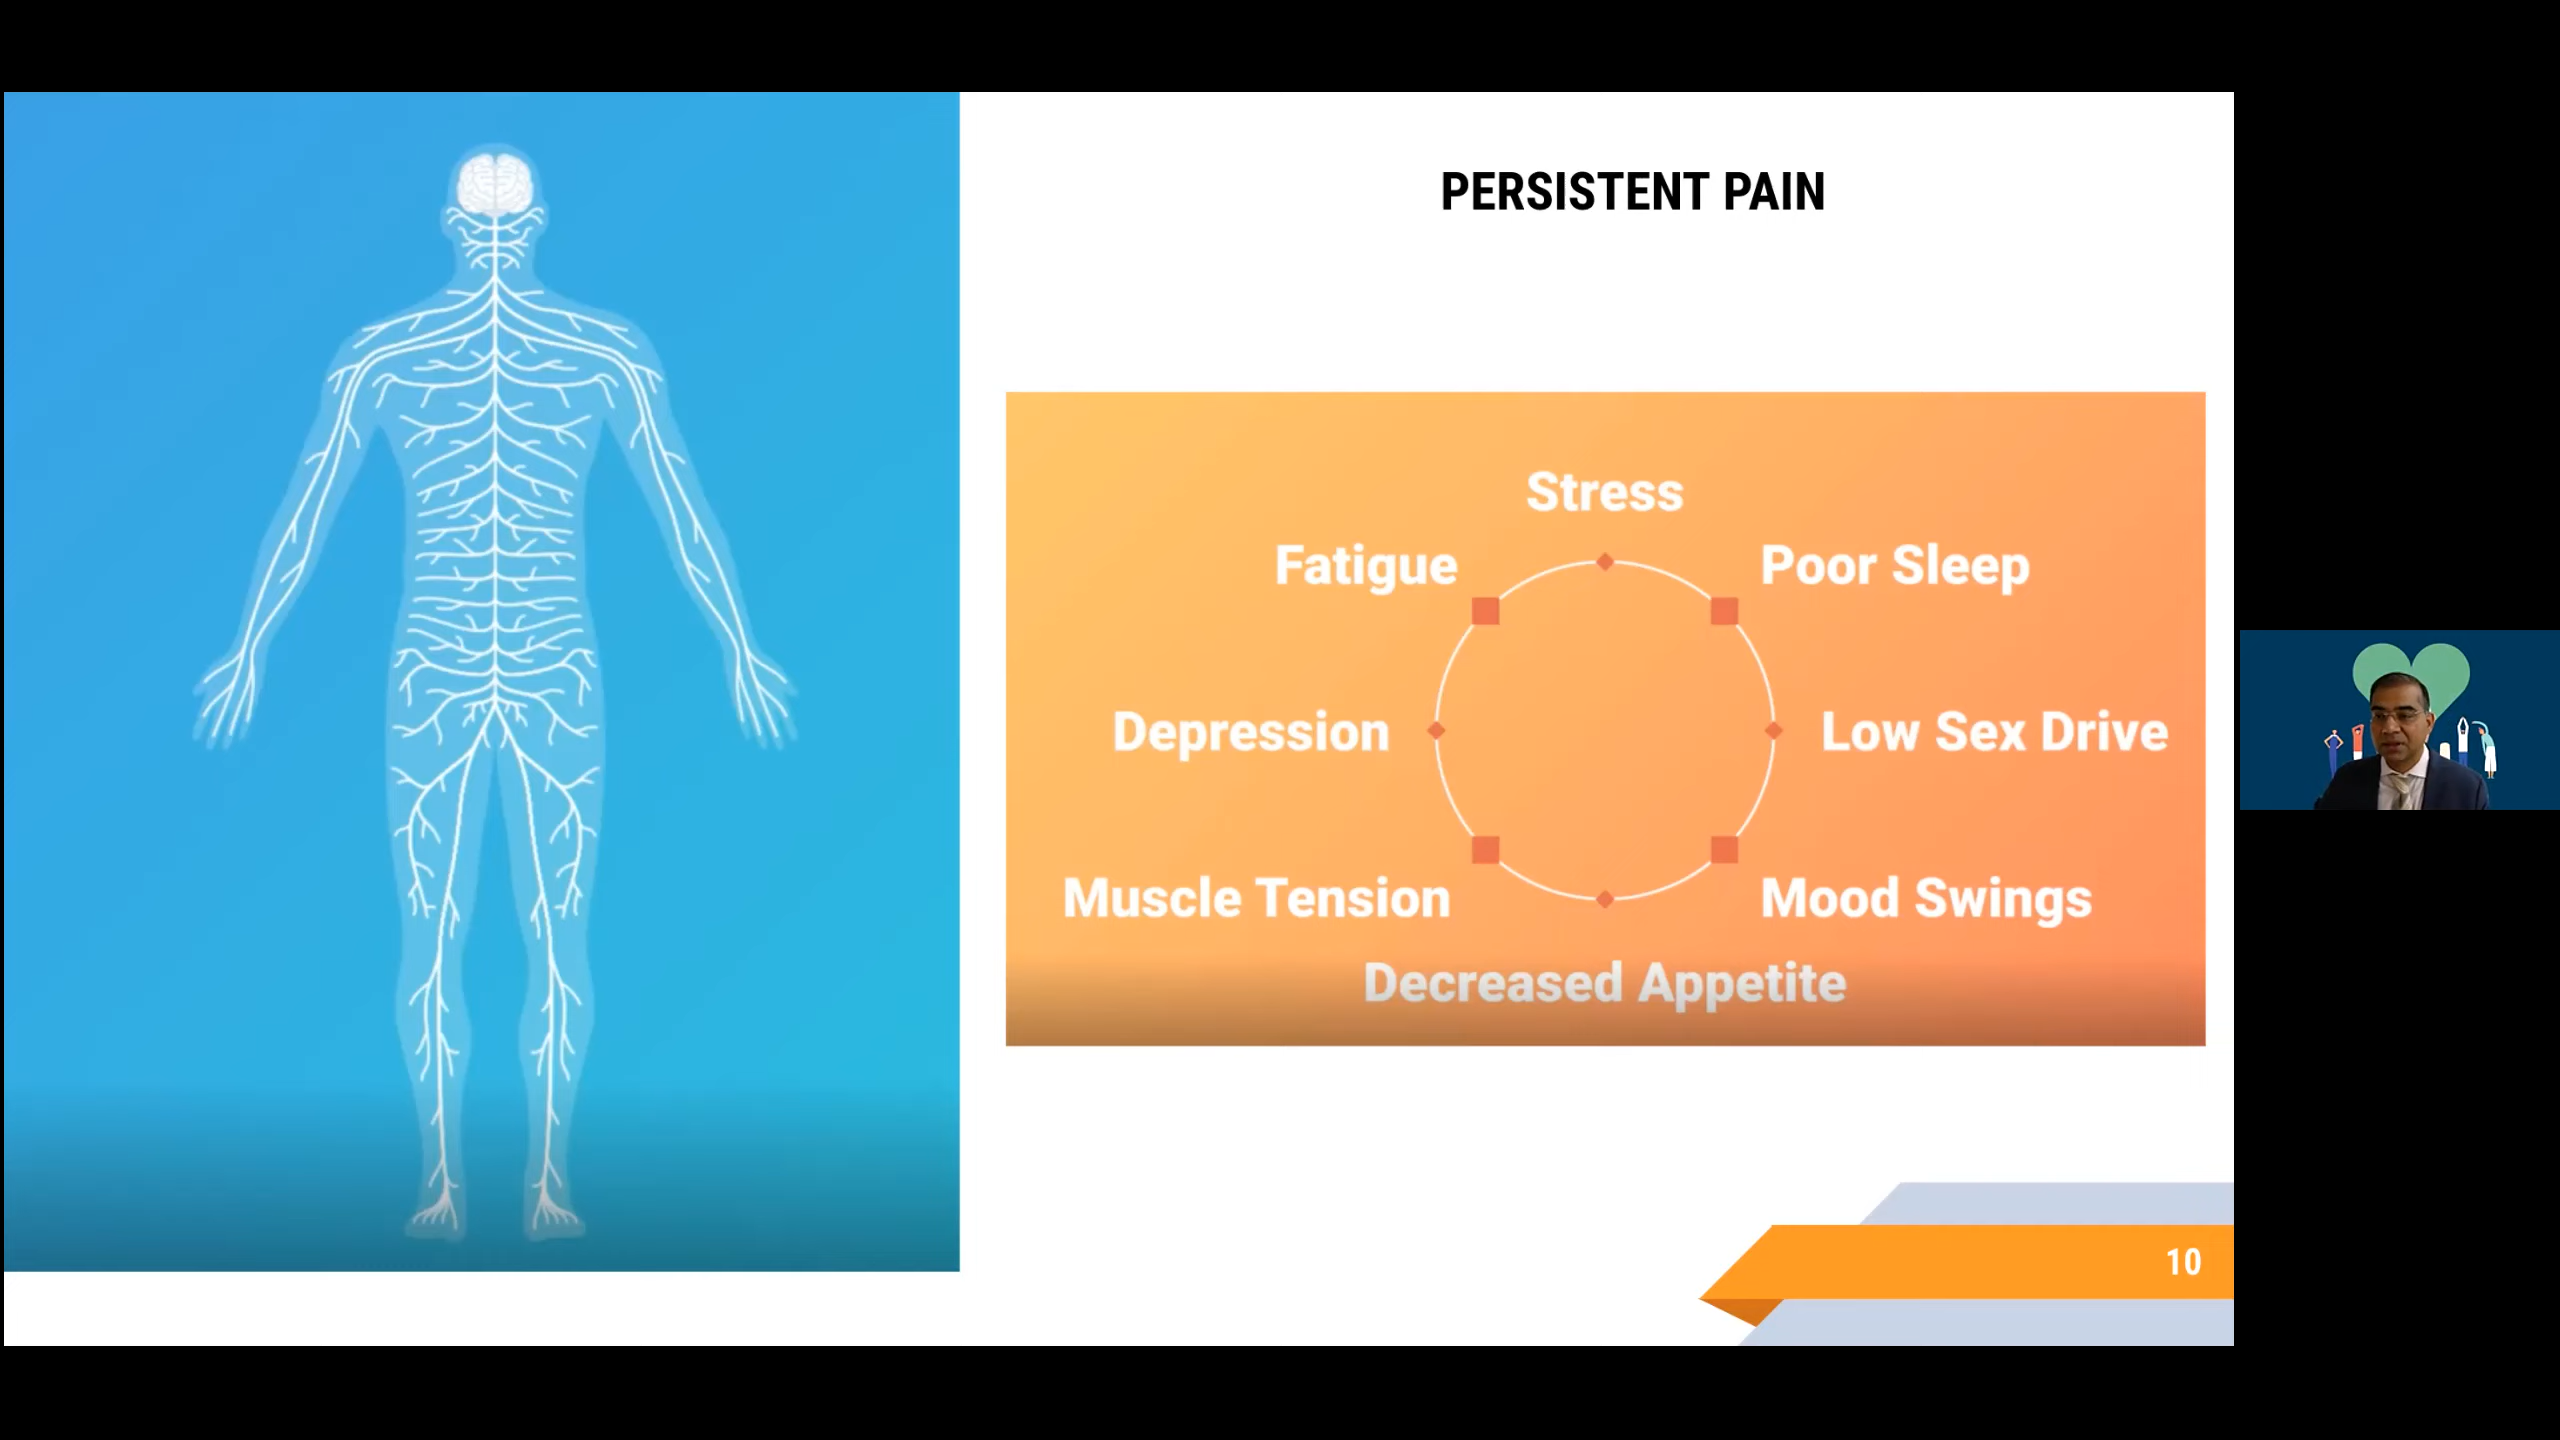 PERSISTENT PAIN
Stress
Fatigue
Poor Sleep
Depression
Low Sex Drive
Muscle Tension
Mood Swings
Decreased Appetite
10